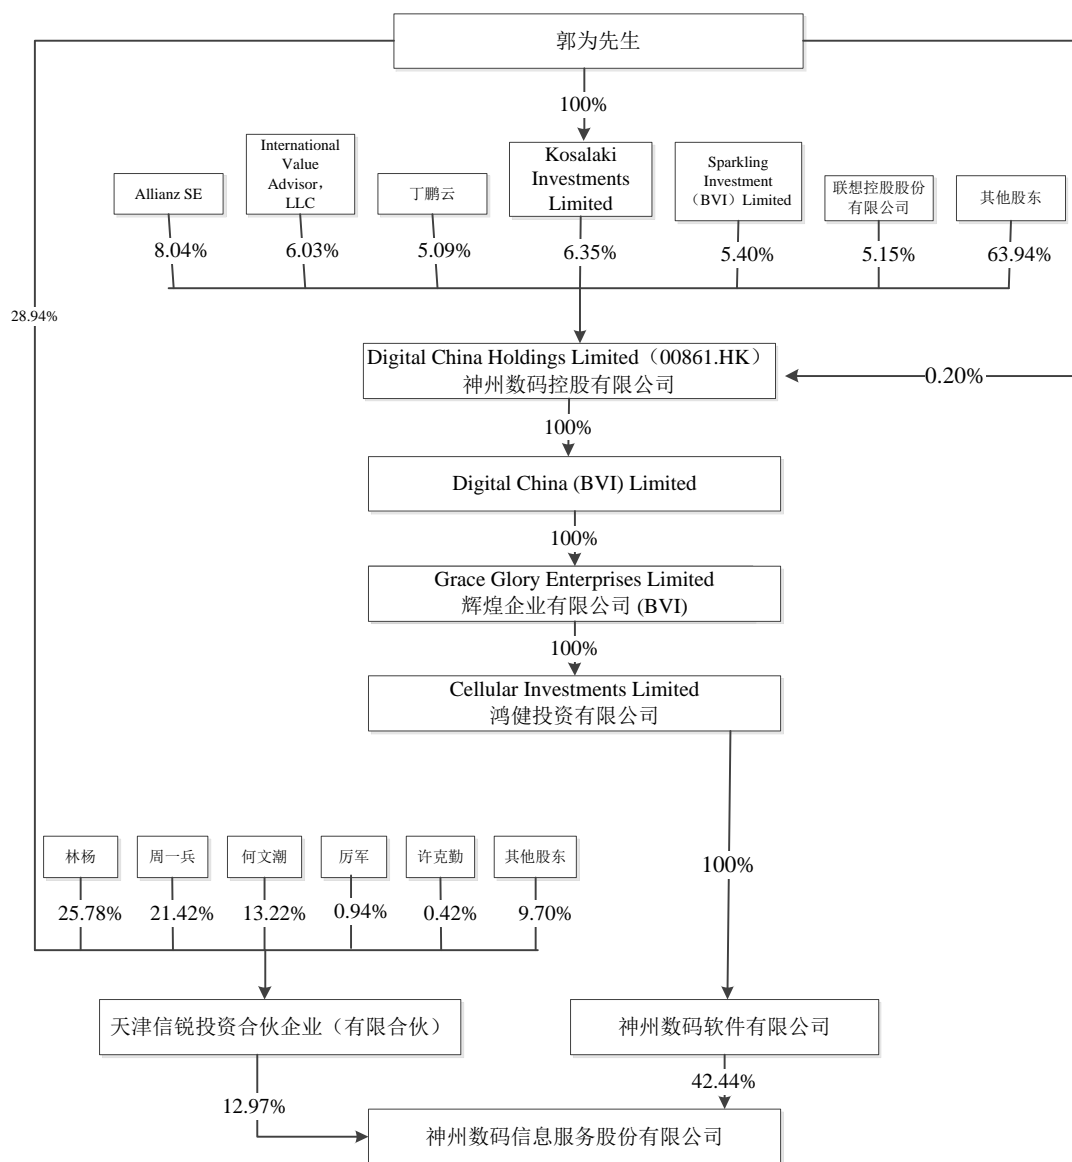 郭为先生
100%
Allianz SE
International
Value
Advisor，
LLC
丁鹏云
Kosalaki
Investments
Limited
Sparkling
Investment
（BVI）Limited
联想控股股份
有限公司
其他股东
8.04%
6.03%
5.09%
6.35%
5.40%
5.15%
63.94%
28.94%
Digital China Holdings Limited（00861.HK）
神州数码控股有限公司
0.20%
100%
Digital China (BVI) Limited
100%
Grace Glory Enterprises Limited
辉煌企业有限公司 (BVI)
100%
Cellular Investments Limited
鸿健投资有限公司
林杨
周一兵
何文潮
厉军
许克勤
其他股东
100%
25.78%
21.42%
13.22%
0.94%
0.42%
9.70%
天津信锐投资合伙企业（有限合伙）
神州数码软件有限公司
42.44%
12.97%
神州数码信息服务股份有限公司